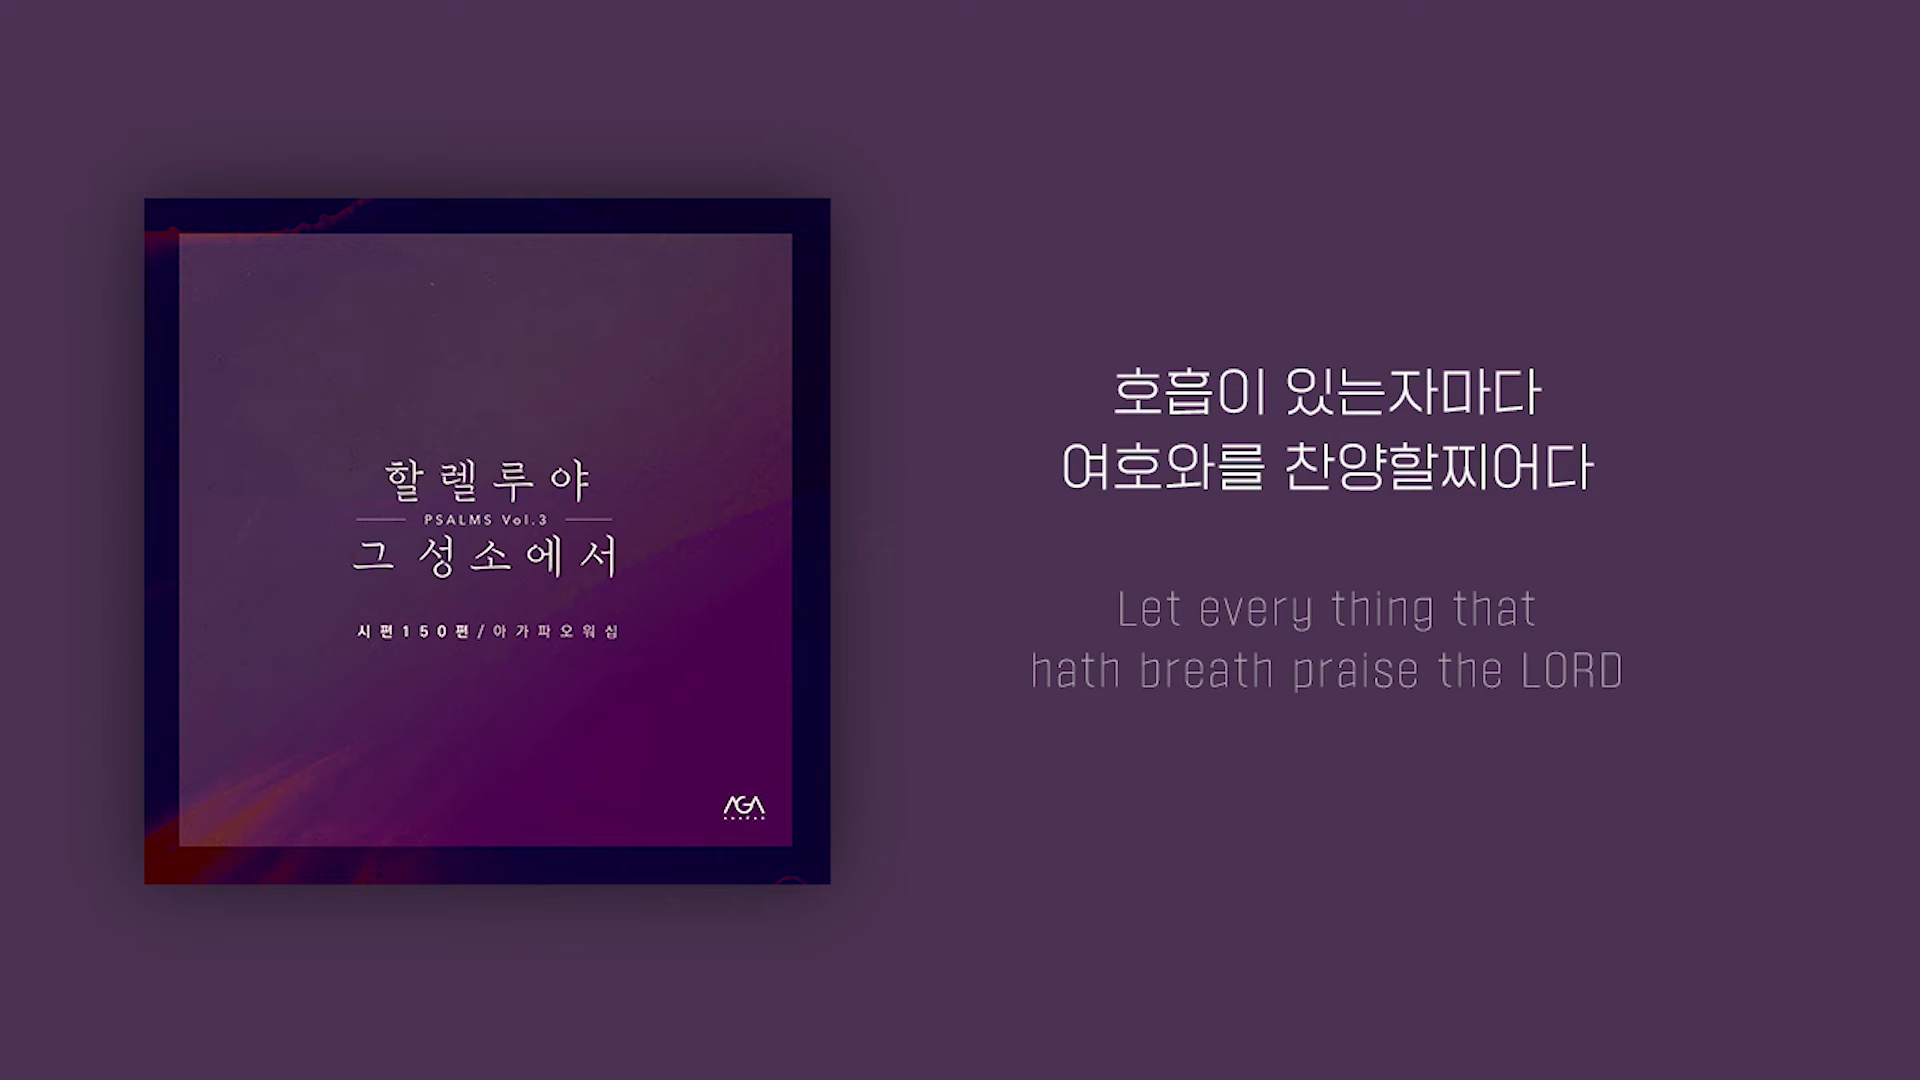 할렐루야
PSALMS Vol.3
그 성소에서
시편150편/아가파오워십
AGA
호흡이 있는자마다
여호와를 찬양할찌어다
Let every thing that
hath breath praise the LORD